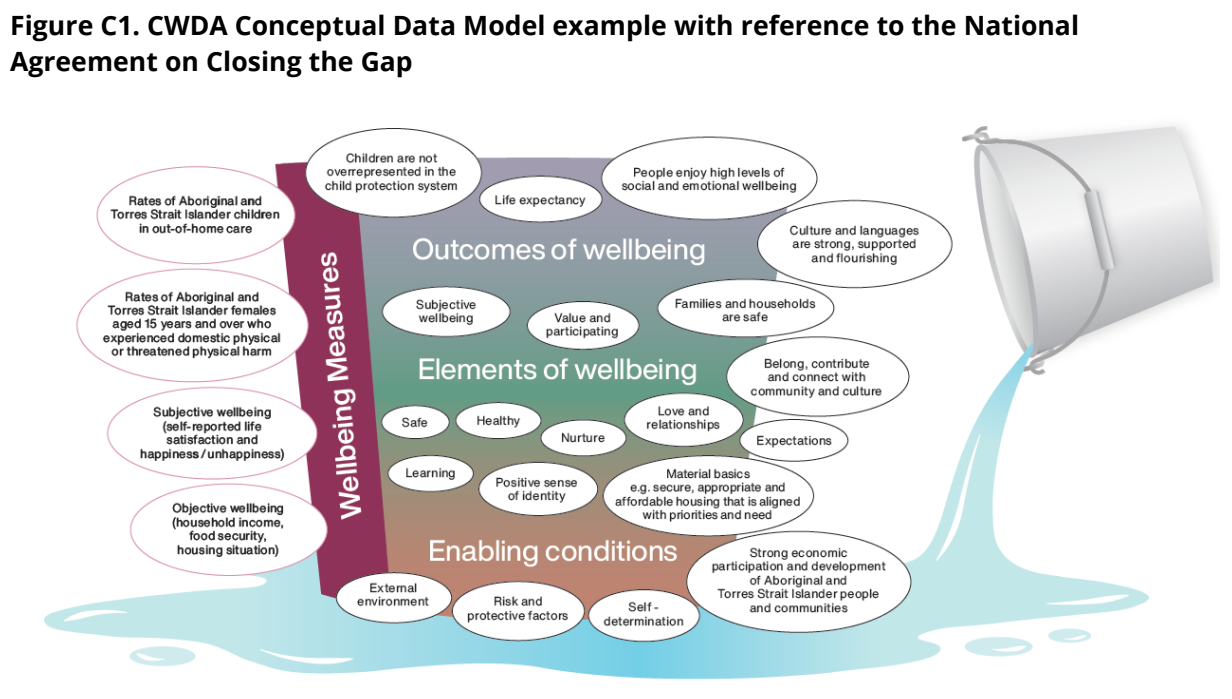 Figure C1. CWDA Conceptual Data Model example with reference to the National
Agreement on Closing the Gap
Children are not
overrepresented in the
child protection system
Life expectancy
People enjoy high levels of
social and emotional wellbeing
Rates of Aboriginal and
Torres Strait Islander children
in out-of-home care
Outcomes of wellbeing
Culture and languages
are strong, supported
and flourishing
Wellbeing Measures
Rates of Aboriginal and
Torres Strait Islander females
aged 15 years and over who
experienced domestic physical
or threatened physical harm
Subjective
wellbeing
Value and
participating
Families and households
are safe
Elements of wellbeing
Belong, contribute
and connect with
community and culture
Subjective wellbeing
(self-reported life
satisfaction and
happiness/unhappiness)
Safe
Healthy
Nurture
Love and
relationships
Expectations
Learning
Positive sense
of identity
Material basics
e.g. secure, appropriate and
affordable housing that is aligned
with priorities and need
Objective wellbeing
(household income,
food security,
housing situation)
Enabling conditions
Strong economic
participation and development
of Aboriginal and
Torres Strait Islander people
and communities
External
environment
Risk and
protective factors
Self -
determination